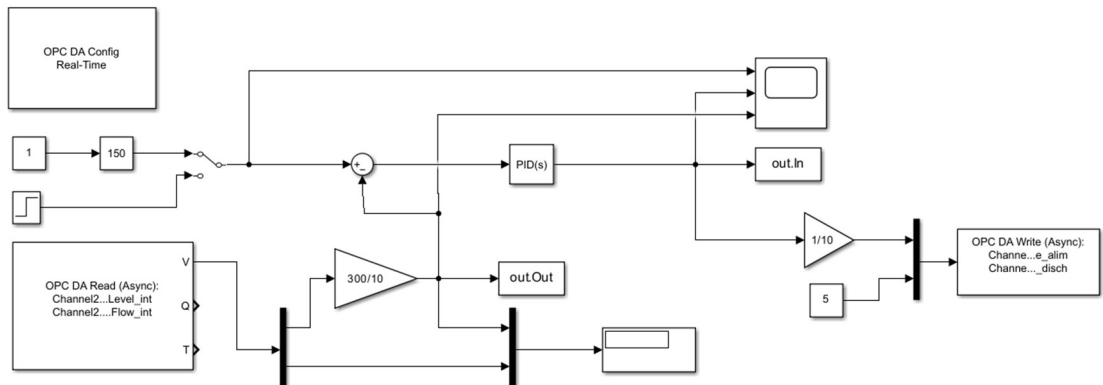 OPC DA Config
Real-Time
1
150
+
−
PID(s)
out.In
1/10
5
OPC DA Write (Async):
Channe...e_alim
Channe..._disch
OPC DA Read (Async):
Channel2...Level_int
Channel2....Flow_int
V
Q
T
300/10
out.Out